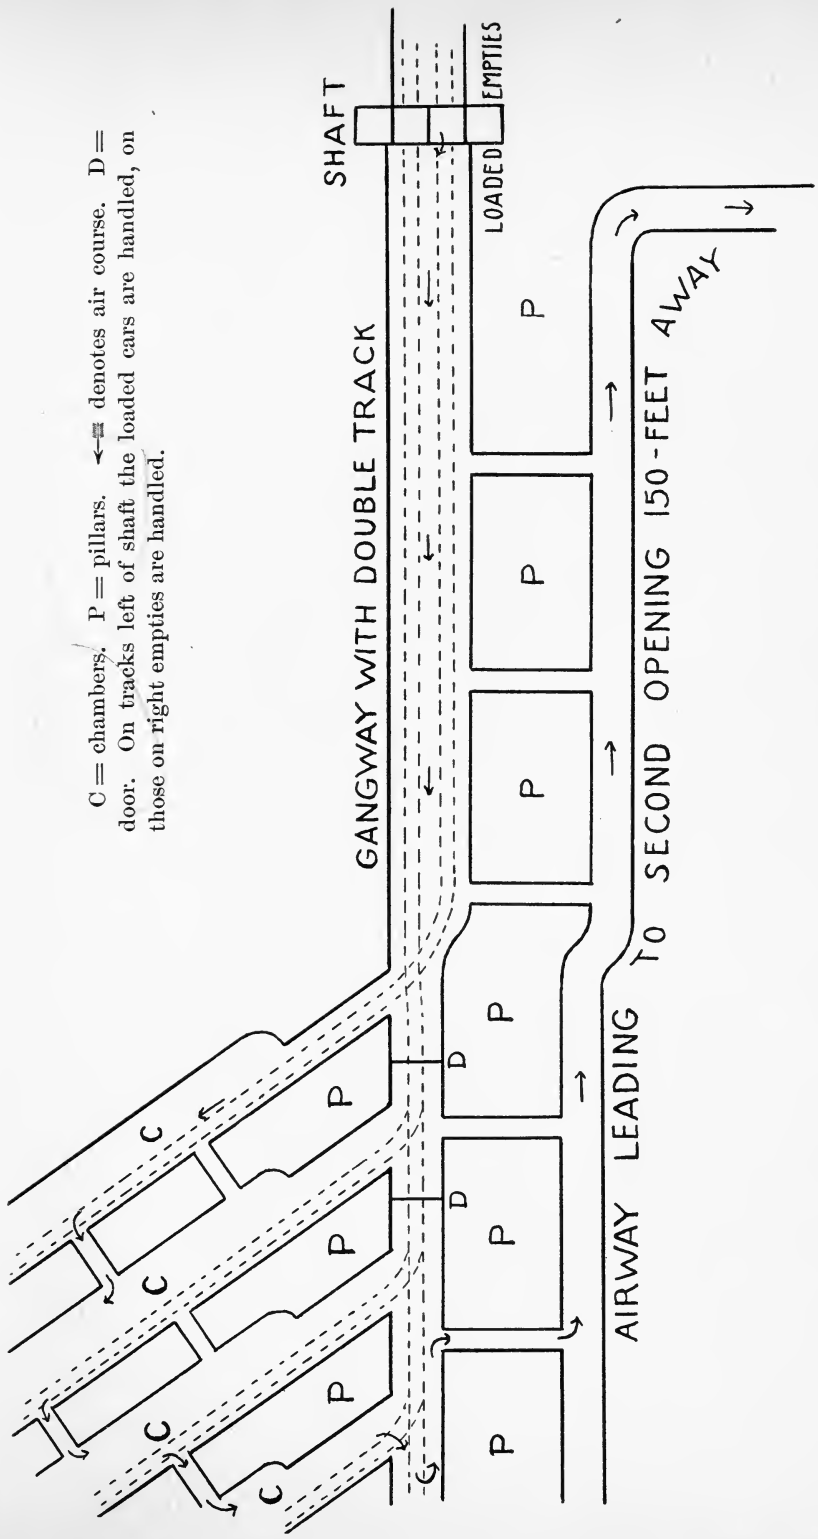 C = chambers. P = pillars. ← denotes air course. D =
door. On tracks left of shaft the loaded cars are handled, on
those on right empties are handled.
SHAFT
LOADED EMPTIES
GANGWAY WITH DOUBLE TRACK
P
P
P
P
P
P
P
P
P
D
D
C
C
C
C
AIRWAY LEADING TO SECOND OPENING 150-FEET AWAY